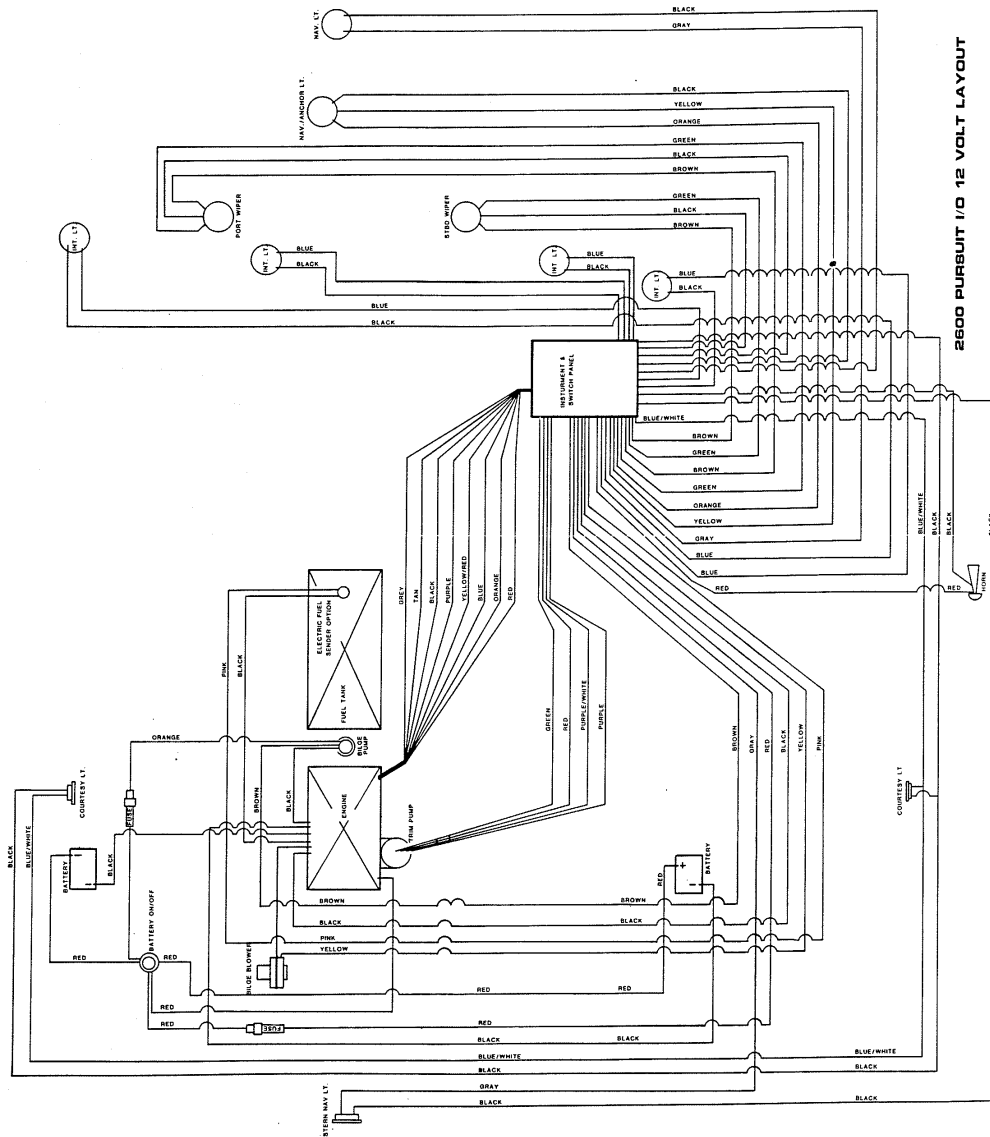 BLACK
GRAY
NAV. LT.
BLACK
YELLOW
ORANGE
NAV./ANCHOR LT.
GREEN
BLACK
BROWN
PORT WIPER
GREEN
BLACK
BROWN
STBD WIPER
INT. LT.
INT. LT.
BLUE
BLACK
INT LT
BLUE
BLACK
INT LT
BLUE
BLACK
BLUE
BLACK
2600 PURSUIT I/O 12 VOLT LAYOUT
INSTURMENT &
SWITCH PANEL
BLUE/WHITE
BROWN
GREEN
BROWN
GREEN
ORANGE
YELLOW
GRAY
BLUE
BLUE
RED
BLUE/WHITE
BLACK
BLACK
RED
HORN
GREY
TAN
BLACK
PURPLE
YELLOW/RED
BLUE
ORANGE
RED
ELECTRIC FUEL
SENDER OPTION
FUEL TANK
PINK
BLACK
ORANGE
BILGE
PUMP
BROWN
BLACK
ENGINE
TRIM PUMP
GREEN
RED
PURPLE/WHITE
PURPLE
BROWN
GRAY
RED
BLACK
YELLOW
PINK
COURTESY LT.
FUSE
BLACK
BLUE/WHITE
BATTERY
BLACK
BATTERY ON/OFF
RED
RED
BILGE BLOWER
BROWN
BROWN
BLACK
BLACK
PINK
YELLOW
RED
+
-
BATTERY
COURTESY LT
RED
RED
RED
RED
FUSE
RED
BLACK
BLACK
BLUE/WHITE
BLUE/WHITE
BLACK
BLACK
GRAY
BLACK
STERN NAV LT.